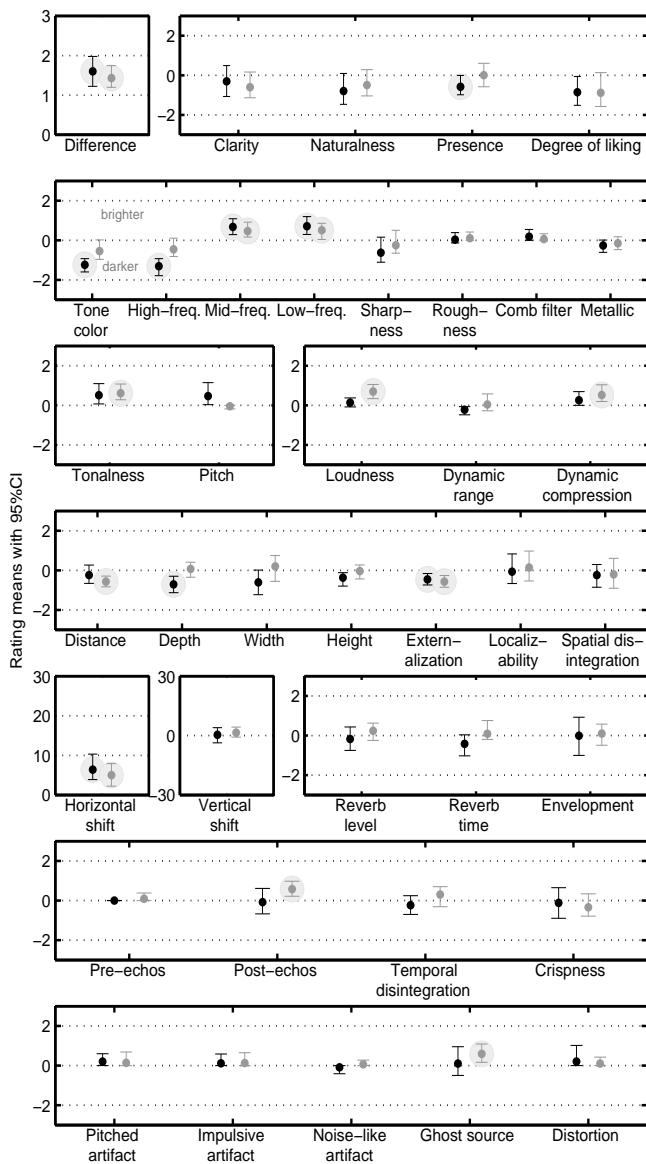 Rating means with 95%CI
3
2
1
0
Difference
2
0
−2
Clarity Naturalness Presence Degree of liking
2
0
−2
brighter
darker
Tone color
High−freq. Mid−freq. Low−freq.
Sharp−
ness
Rough−
ness
Comb filter Metallic
2
0
−2
Tonalness Pitch
2
0
−2
Loudness
Dynamic
range
Dynamic
compression
2
0
−2
Distance Depth Width Height
Extern−
alization
Localiz−
ability
Spatial dis−
integration
30
20
10
0
Horizontal
shift
30
0
−30
Vertical
shift
2
0
−2
Reverb
level
Reverb
time
Envelopment
2
0
−2
Pre−echos Post−echos
Temporal
disintegration
Crispness
2
0
−2
Pitched
artifact
Impulsive
artifact
Noise−like
artifact
Ghost source Distortion